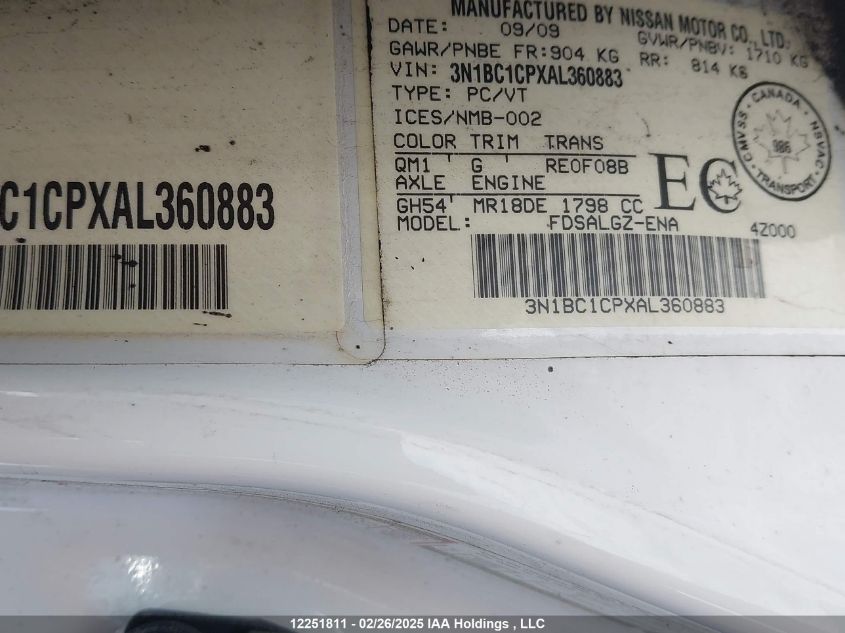 C1CPXAL360883
MANUFACTURED BY NISSAN MOTOR CO., LTD.
DATE: 09/09 GVWR/PNBV: 1710 KG
GAWR/PNBE FR: 904 KG RR: 814 KG
VIN: 3N1BC1CPXAL360883
TYPE: PC/VT
ICES/NMB-002
COLOR TRIM TRANS
QM1 ' G ' RE0F08B
AXLE ENGINE
GH54' MR18DE 1798 CC
MODEL: FDSALGZ-ENA 4Z000
3N1BC1CPXAL360883
EC
CANADA
CMVSS NSVAC
986
TRANSPORT
12251811 - 02/26/2025 IAA Holdings , LLC